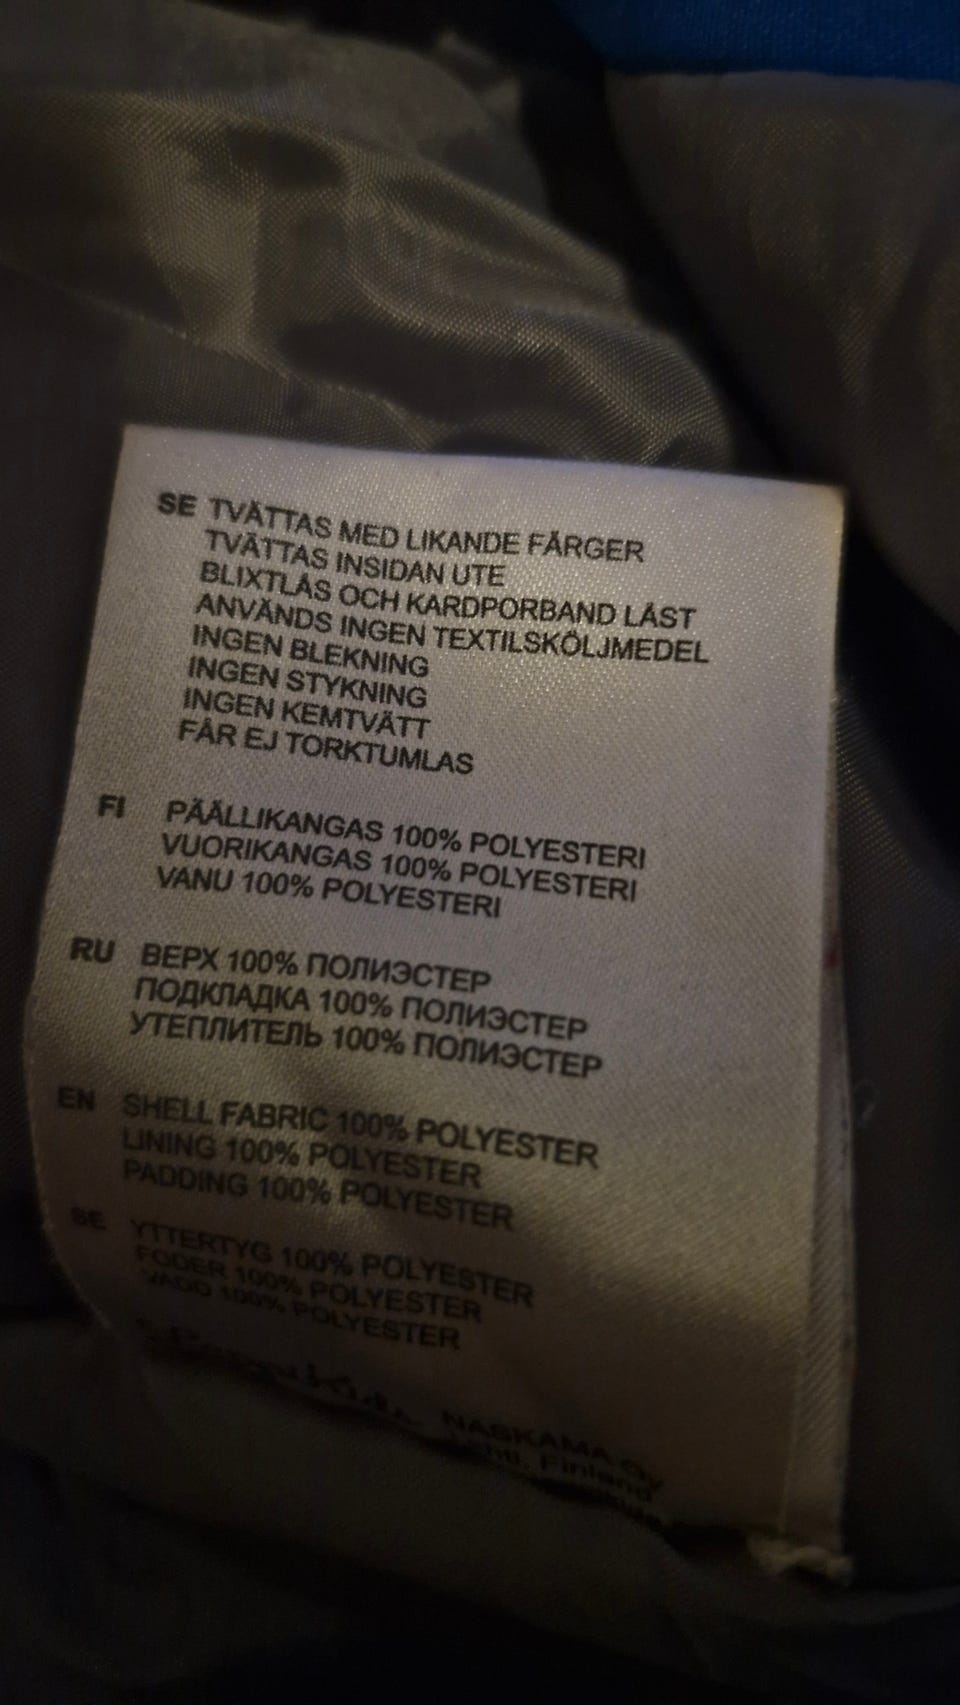 SE TVÄTTAS MED LIKANDE FÄRGER
TVÄTTAS INSIDAN UTE
BLIXTLÅS OCH KARDPORBAND LÅST
ANVÄNDS INGEN TEXTILSKÖLJMEDEL
INGEN BLEKNING
INGEN STYKNING
INGEN KEMTVÄTT
FÅR EJ TORKTUMLAS
FI PÄÄLLIKANGAS 100% POLYESTERI
VUORIKANGAS 100% POLYESTERI
VANU 100% POLYESTERI
RU ВЕРХ 100% ПОЛИЭСТЕР
ПОДКЛАДКА 100% ПОЛИЭСТЕР
УТЕПЛИТЕЛЬ 100% ПОЛИЭСТЕР
EN SHELL FABRIC 100% POLYESTER
LINING 100% POLYESTER
PADDING 100% POLYESTER
SE YTTERTYG 100% POLYESTER
FODER 100% POLYESTER
VADD 100% POLYESTER
NASKAMA Oy
Finland